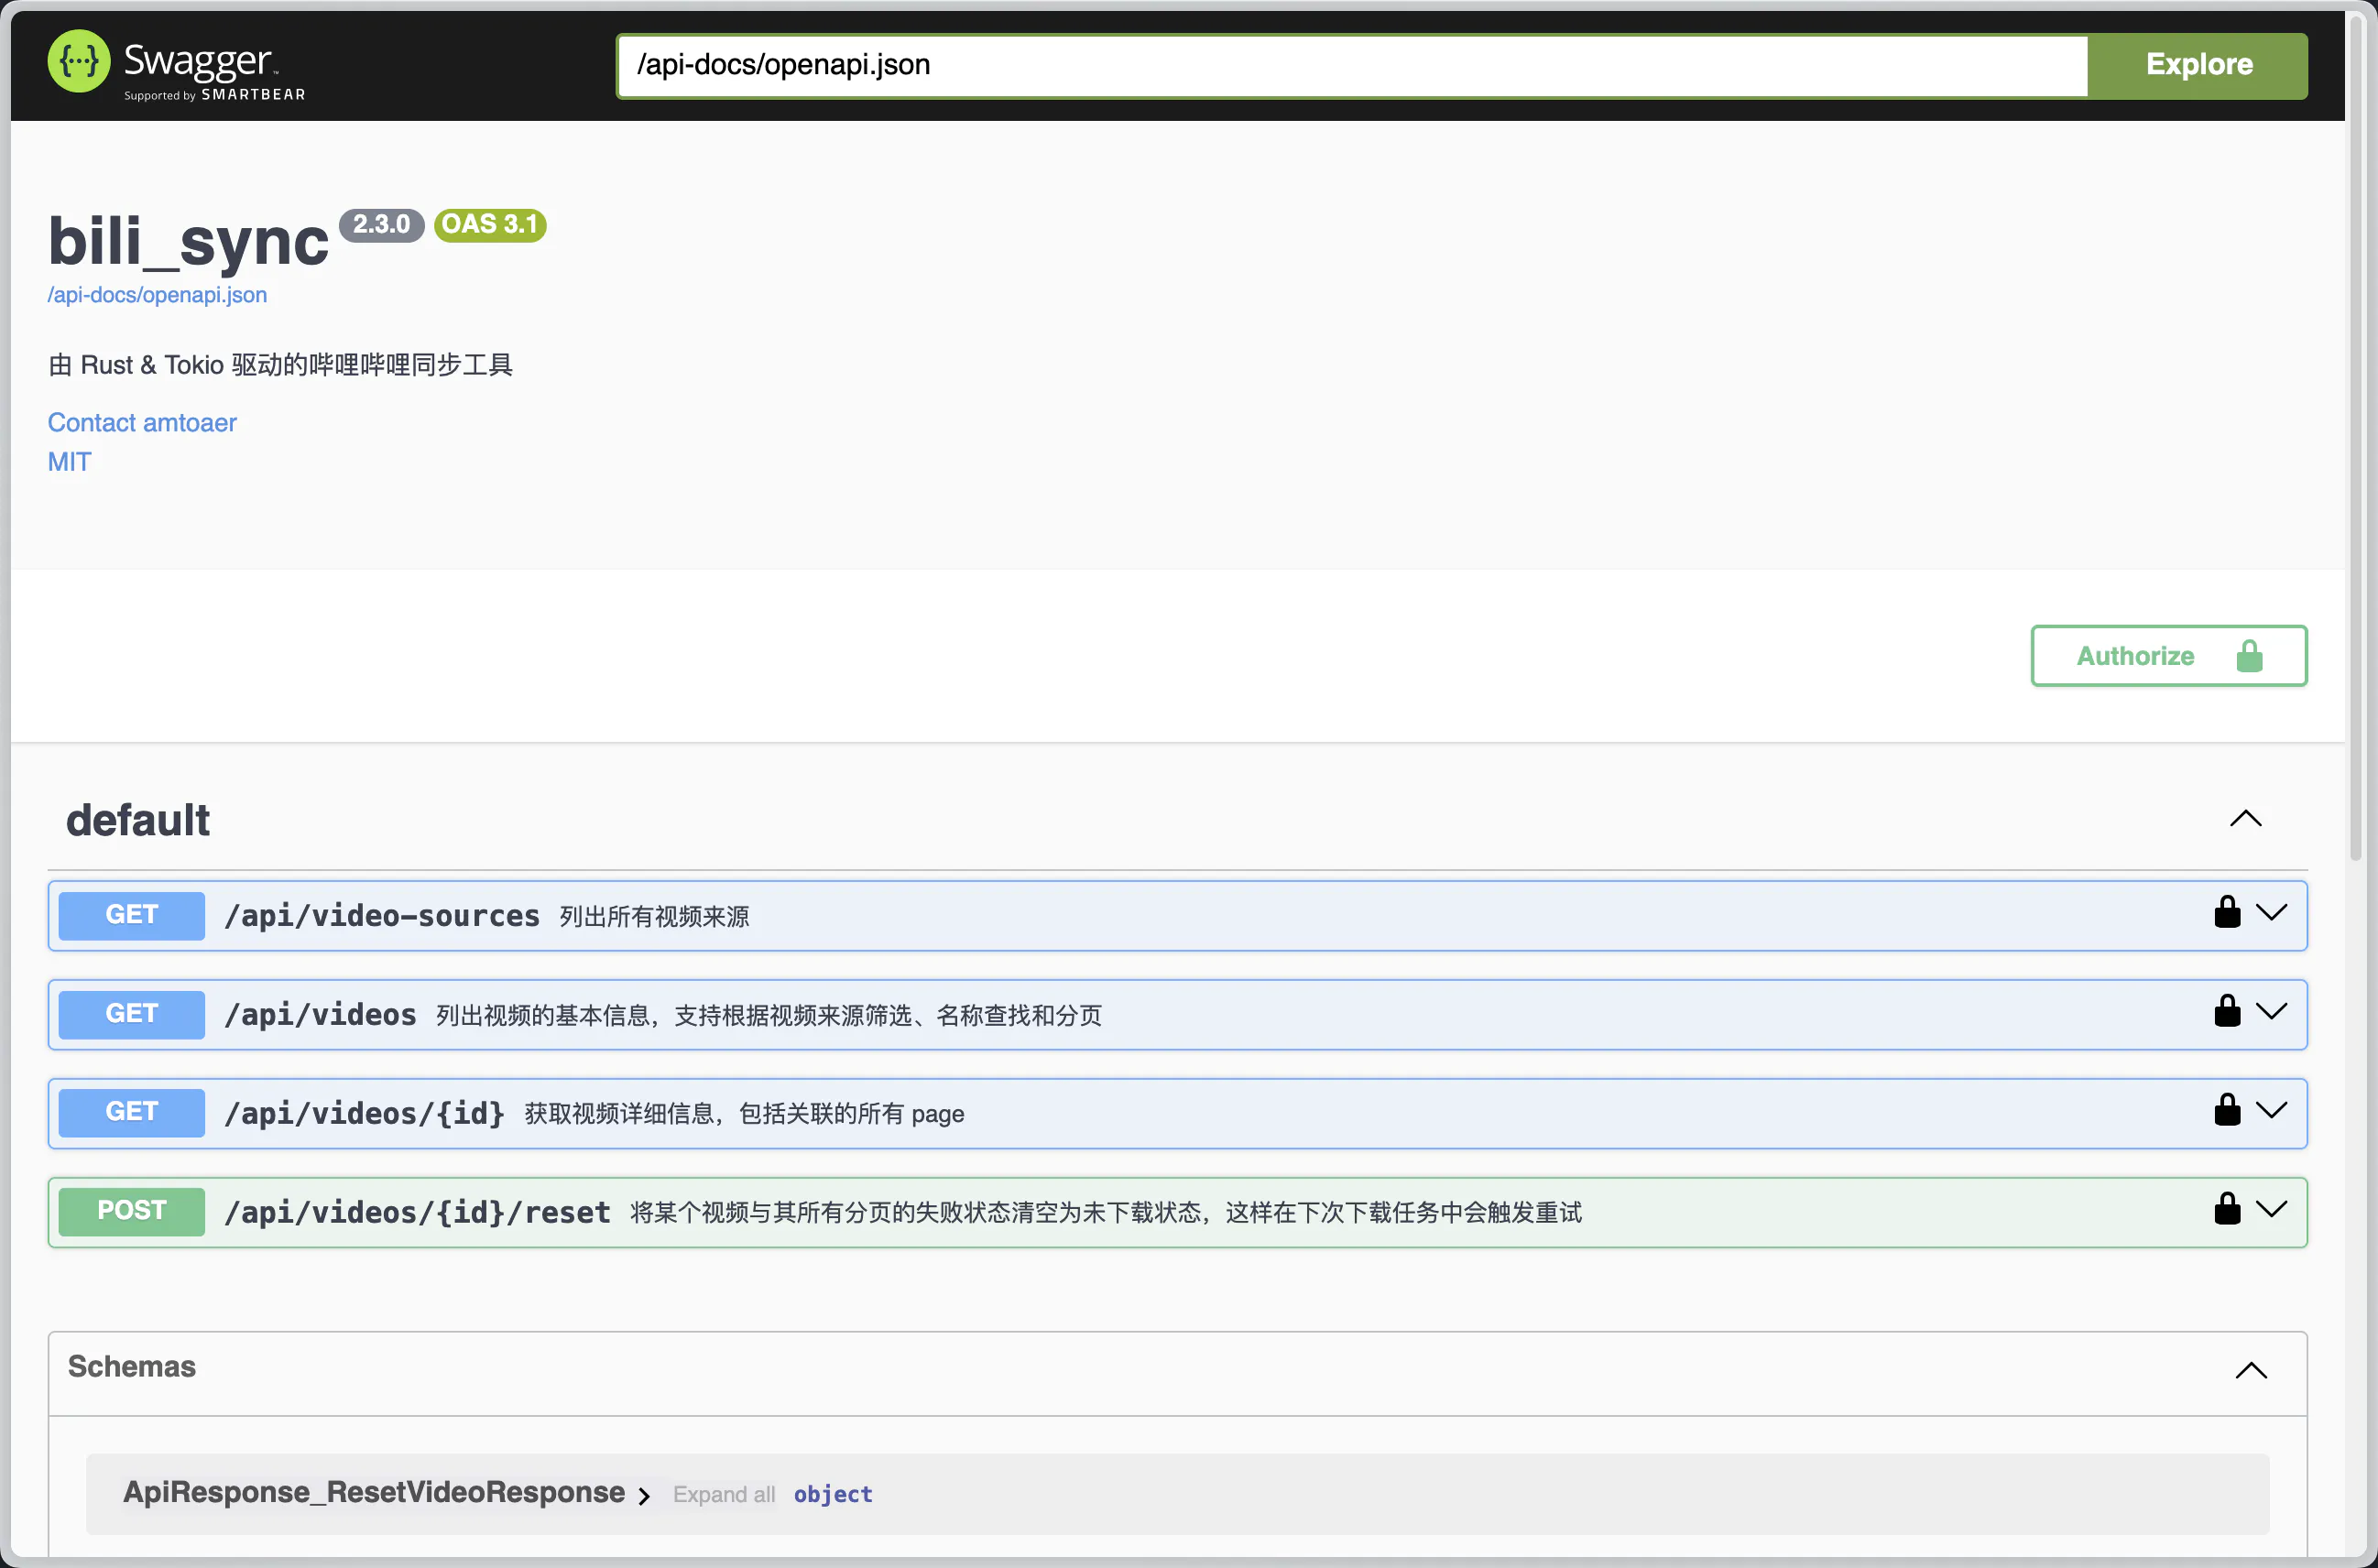 Swagger
Supported by SMARTBEAR
/api-docs/openapi.json
Explore
bili_sync 2.3.0 OAS 3.1
/api-docs/openapi.json
由 Rust & Tokio 驱动的哔哩哔哩同步工具
Contact amtoaer
MIT
Authorize
default
GET /api/video-sources 列出所有视频来源
GET /api/videos 列出视频的基本信息，支持根据视频来源筛选、名称查找和分页
GET /api/videos/{id} 获取视频详细信息，包括关联的所有 page
POST /api/videos/{id}/reset 将某个视频与其所有分页的失败状态清空为未下载状态，这样在下次下载任务中会触发重试
Schemas
ApiResponse_ResetVideoResponse Expand all object